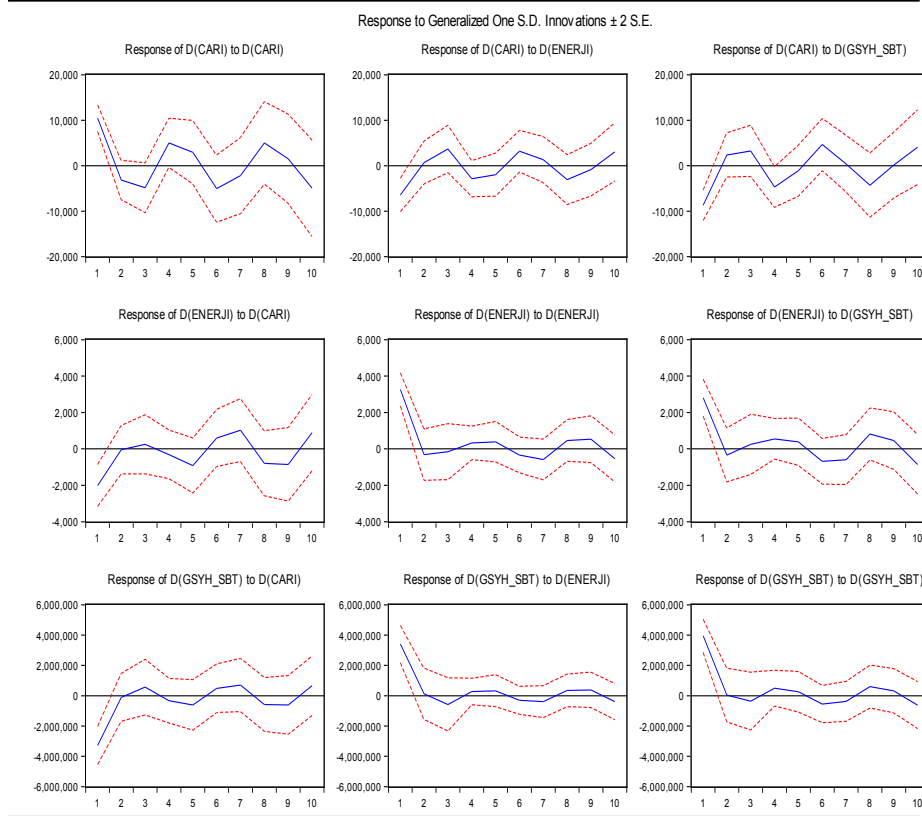 Response to Generalized One S.D. Innovations ± 2 S.E.
Response of D(CARI) to D(CARI)
20,000
10,000
0
-10,000
-20,000
1 2 3 4 5 6 7 8 9 10
Response of D(CARI) to D(ENERJI)
20,000
10,000
0
-10,000
-20,000
1 2 3 4 5 6 7 8 9 10
Response of D(CARI) to D(GSYH_SBT)
20,000
10,000
0
-10,000
-20,000
1 2 3 4 5 6 7 8 9 10
Response of D(ENERJI) to D(CARI)
6,000
4,000
2,000
0
-2,000
-4,000
1 2 3 4 5 6 7 8 9 10
Response of D(ENERJI) to D(ENERJI)
6,000
4,000
2,000
0
-2,000
-4,000
1 2 3 4 5 6 7 8 9 10
Response of D(ENERJI) to D(GSYH_SBT)
6,000
4,000
2,000
0
-2,000
-4,000
1 2 3 4 5 6 7 8 9 10
Response of D(GSYH_SBT) to D(CARI)
6,000,000
4,000,000
2,000,000
0
-2,000,000
-4,000,000
-6,000,000
1 2 3 4 5 6 7 8 9 10
Response of D(GSYH_SBT) to D(ENERJI)
6,000,000
4,000,000
2,000,000
0
-2,000,000
-4,000,000
-6,000,000
1 2 3 4 5 6 7 8 9 10
Response of D(GSYH_SBT) to D(GSYH_SBT)
6,000,000
4,000,000
2,000,000
0
-2,000,000
-4,000,000
-6,000,000
1 2 3 4 5 6 7 8 9 10